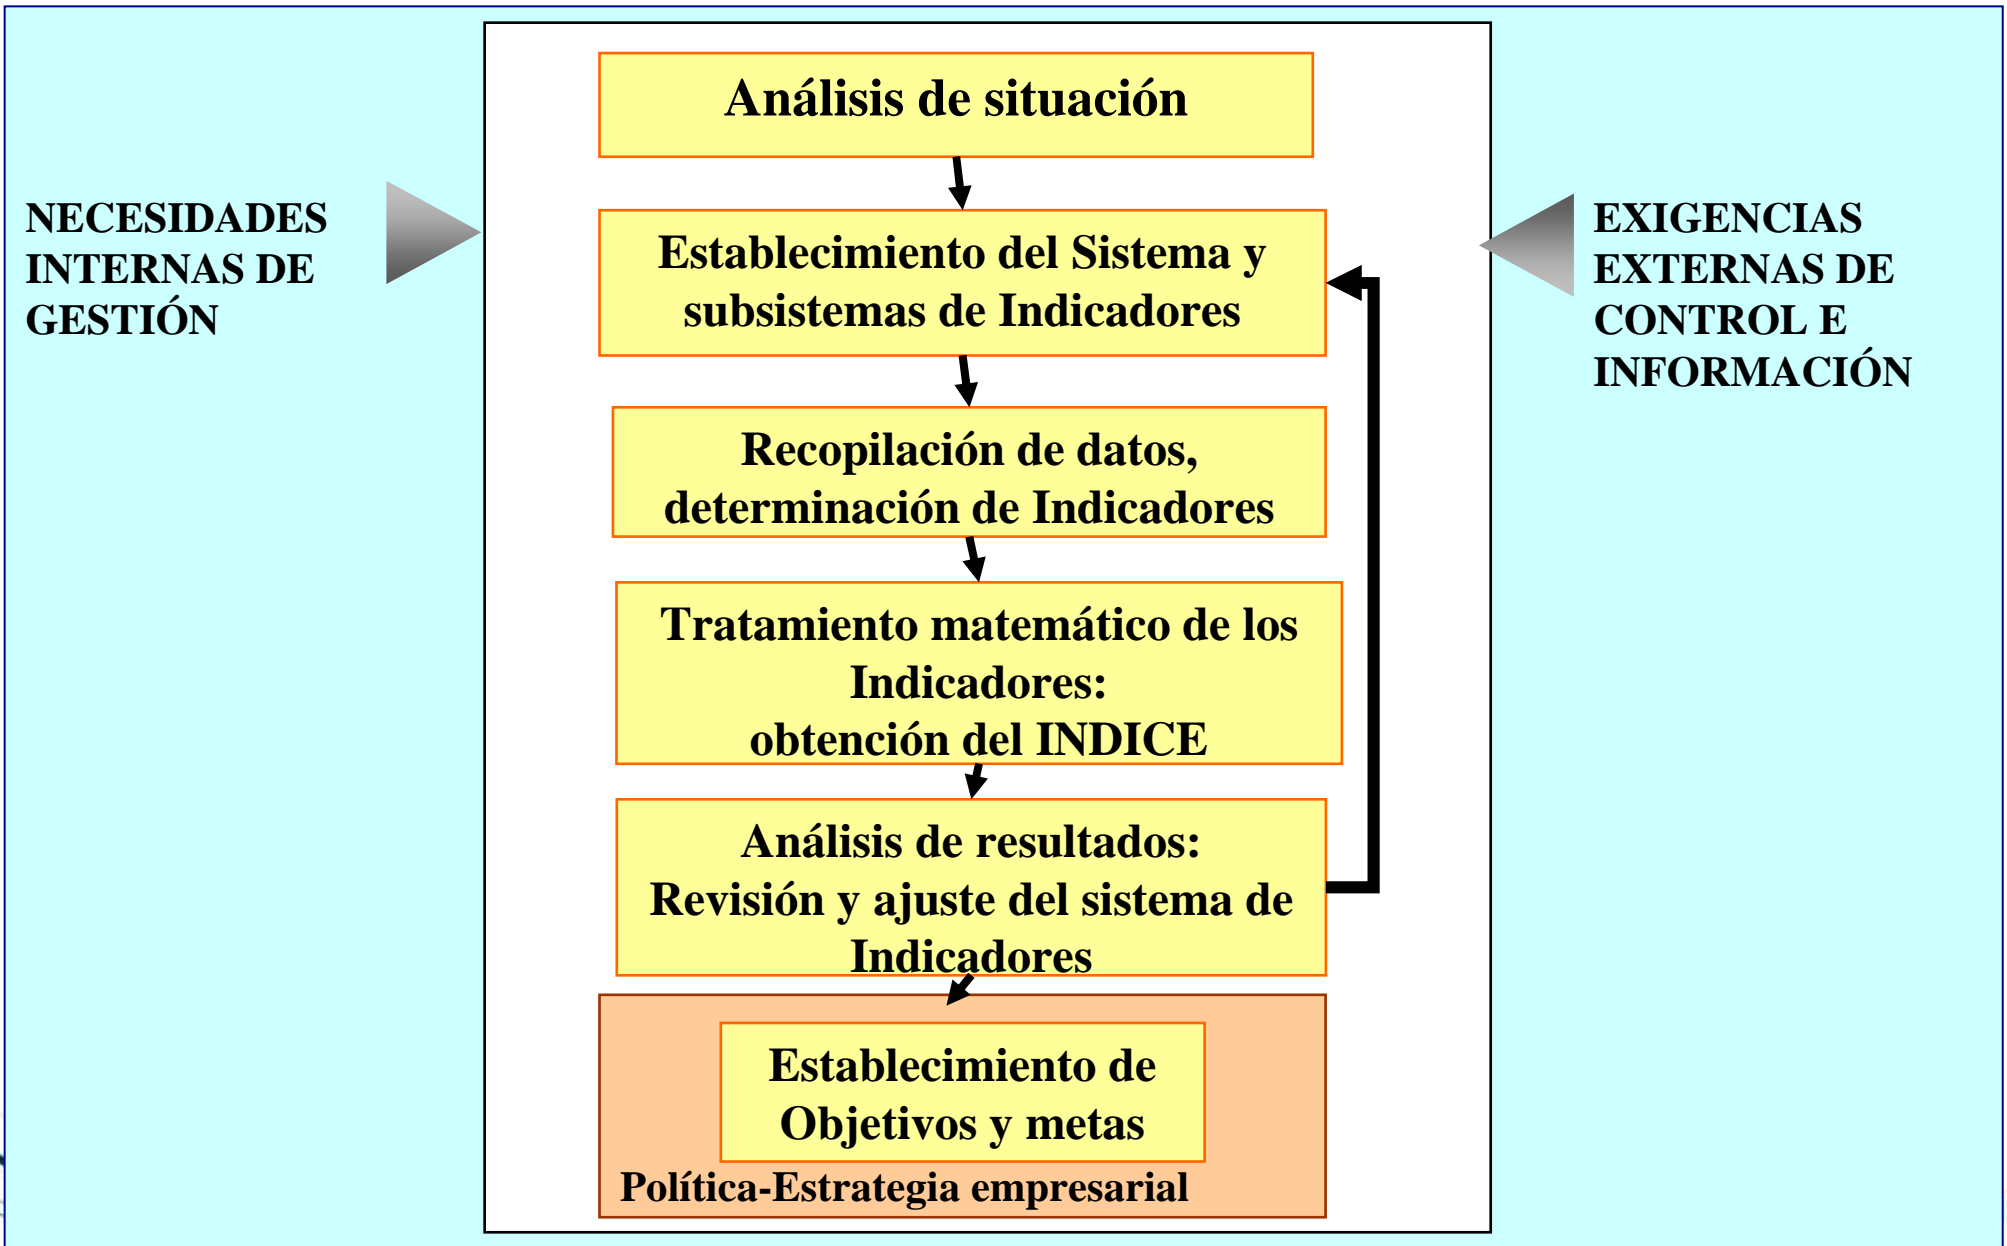 Análisis de situación
NECESIDADES
INTERNAS DE
GESTIÓN
Establecimiento del Sistema y
subsistemas de Indicadores
EXIGENCIAS
EXTERNAS DE
CONTROL E
INFORMACIÓN
Recopilación de datos,
determinación de Indicadores
Tratamiento matemático de los
Indicadores:
obtención del INDICE
Análisis de resultados:
Revisión y ajuste del sistema de
Indicadores
Establecimiento de
Objetivos y metas
Política-Estrategia empresarial